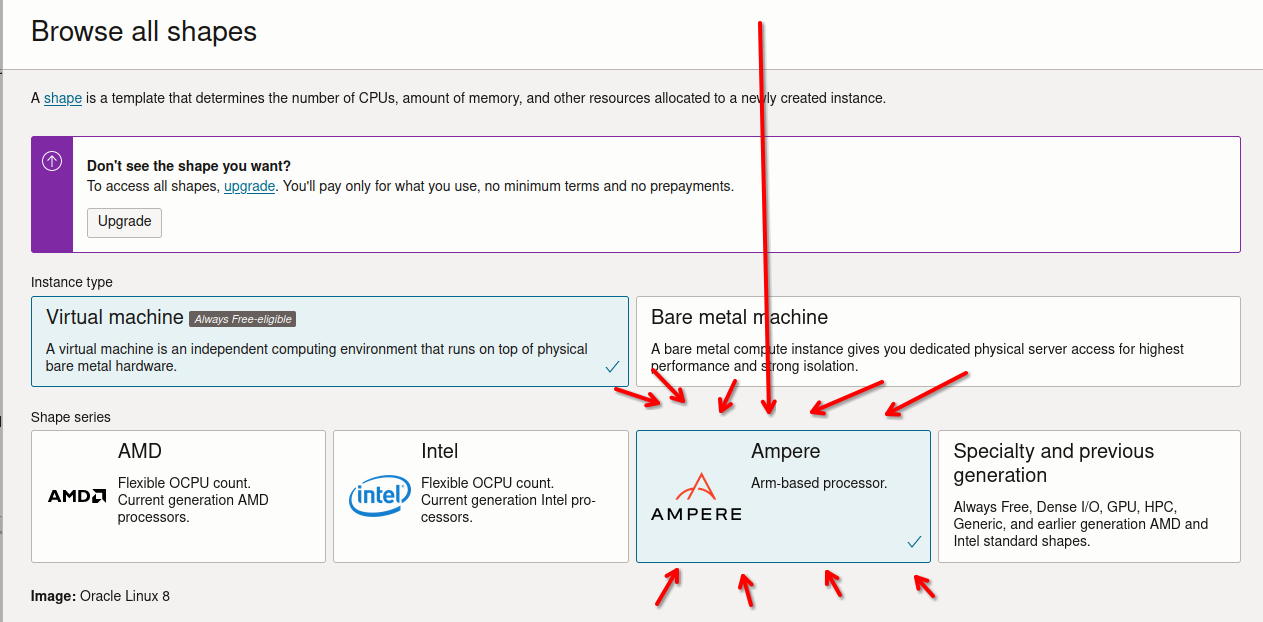 Browse all shapes
A shape is a template that determines the number of CPUs, amount of memory, and other resources allocated to a newly created instance.
Don't see the shape you want?
To access all shapes, upgrade. You'll pay only for what you use, no minimum terms and no prepayments.
Upgrade
Instance type
Virtual machine Always Free-eligible
A virtual machine is an independent computing environment that runs on top of physical
bare metal hardware.
Bare metal machine
A bare metal compute instance gives you dedicated physical server access for highest
performance and strong isolation.
Shape series
AMD
AMD
Flexible OCPU count.
Current generation AMD
processors.
Intel
intel
Flexible OCPU count.
Current generation Intel pro-
cessors.
Ampere
Arm-based processor.
AMPERE
Specialty and previous
generation
Always Free, Dense I/O, GPU, HPC,
Generic, and earlier generation AMD and
Intel standard shapes.
Image: Oracle Linux 8